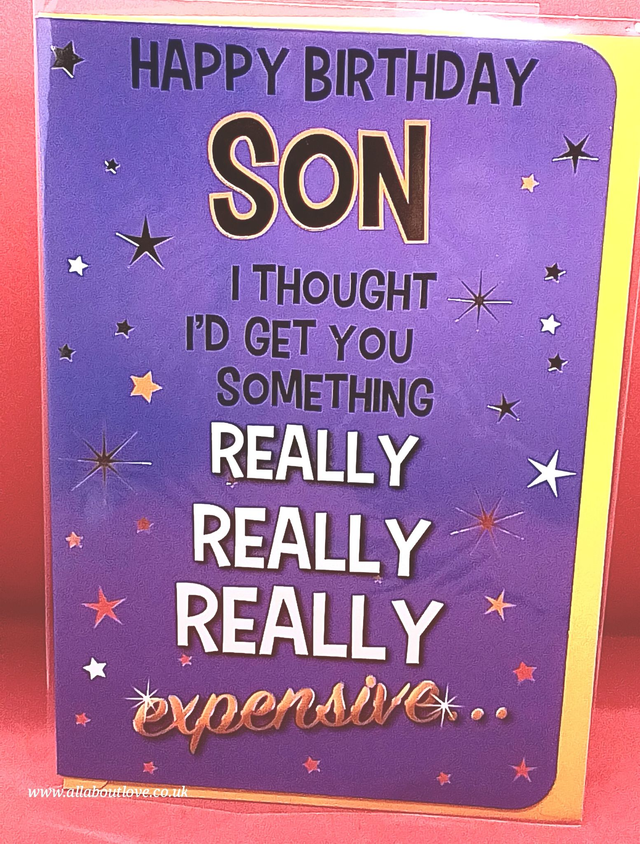 HAPPY BIRTHDAY
SON
I THOUGHT
I'D GET YOU
SOMETHING
REALLY
REALLY
REALLY
expensive...
www.allaboutlove.co.uk